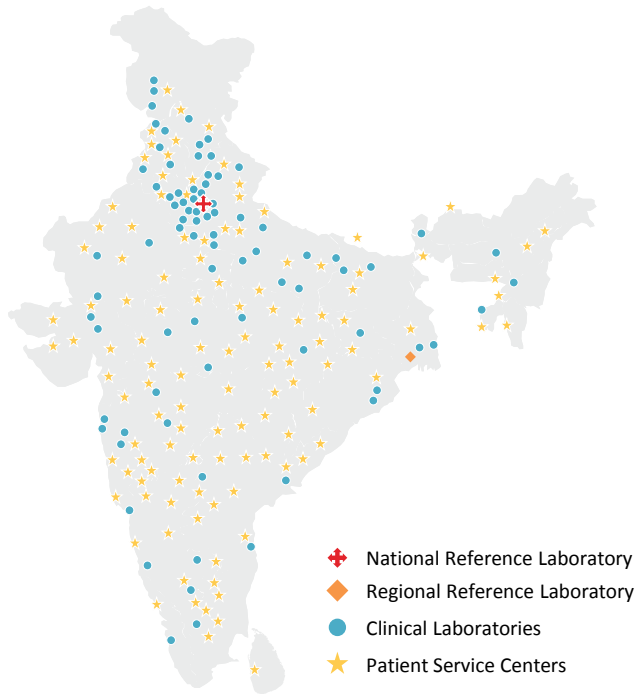 National Reference Laboratory
Regional Reference Laboratory
Clinical Laboratories
Patient Service Centers